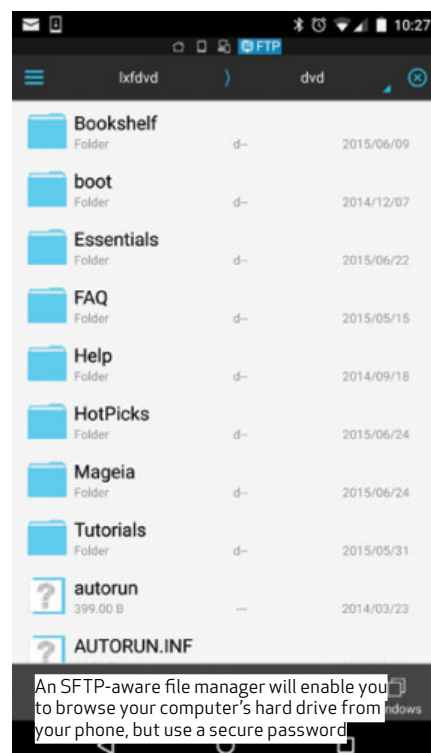 10:27
FTP
lxfdvd
dvd
Bookshelf
Folder d-- 2015/06/09
boot
Folder d-- 2014/12/07
Essentials
Folder d-- 2015/06/22
FAQ
Folder d-- 2015/05/15
Help
Folder d-- 2014/09/18
HotPicks
Folder d-- 2015/06/24
Mageia
Folder d-- 2015/06/24
Tutorials
Folder d-- 2015/05/31
autorun
399.00 B --- 2014/03/23
AUTORUN.INF
An SFTP-aware file manager will enable you
to browse your computer's hard drive from
your phone, but use a secure password